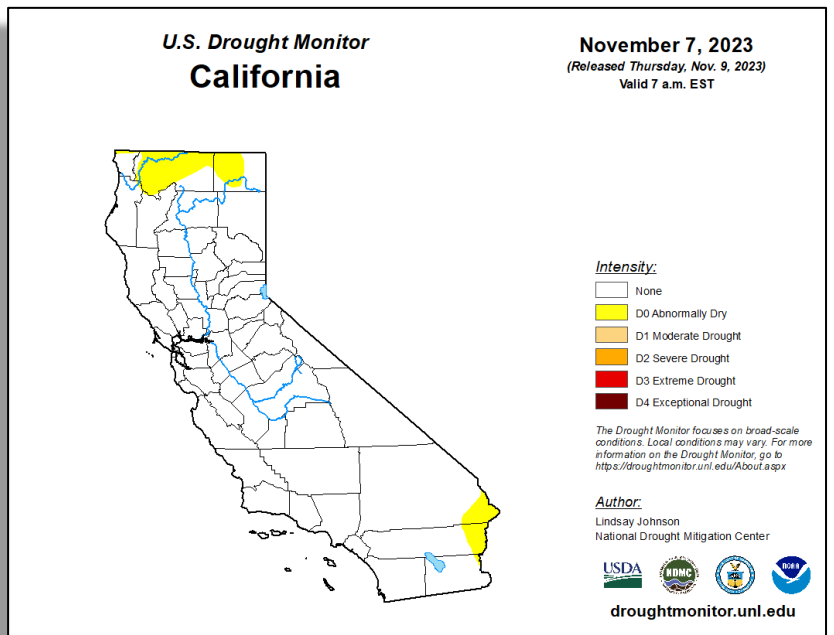 U.S. Drought Monitor
California
November 7, 2023
(Released Thursday, Nov. 9, 2023)
Valid 7 a.m. EST
Intensity:
None
D0 Abnormally Dry
D1 Moderate Drought
D2 Severe Drought
D3 Extreme Drought
D4 Exceptional Drought
The Drought Monitor focuses on broad-scale
conditions. Local conditions may vary. For more
information on the Drought Monitor, go to
https://droughtmonitor.unl.edu/About.aspx
Author:
Lindsay Johnson
National Drought Mitigation Center
USDA
NDMC
NOAA
droughtmonitor.unl.edu